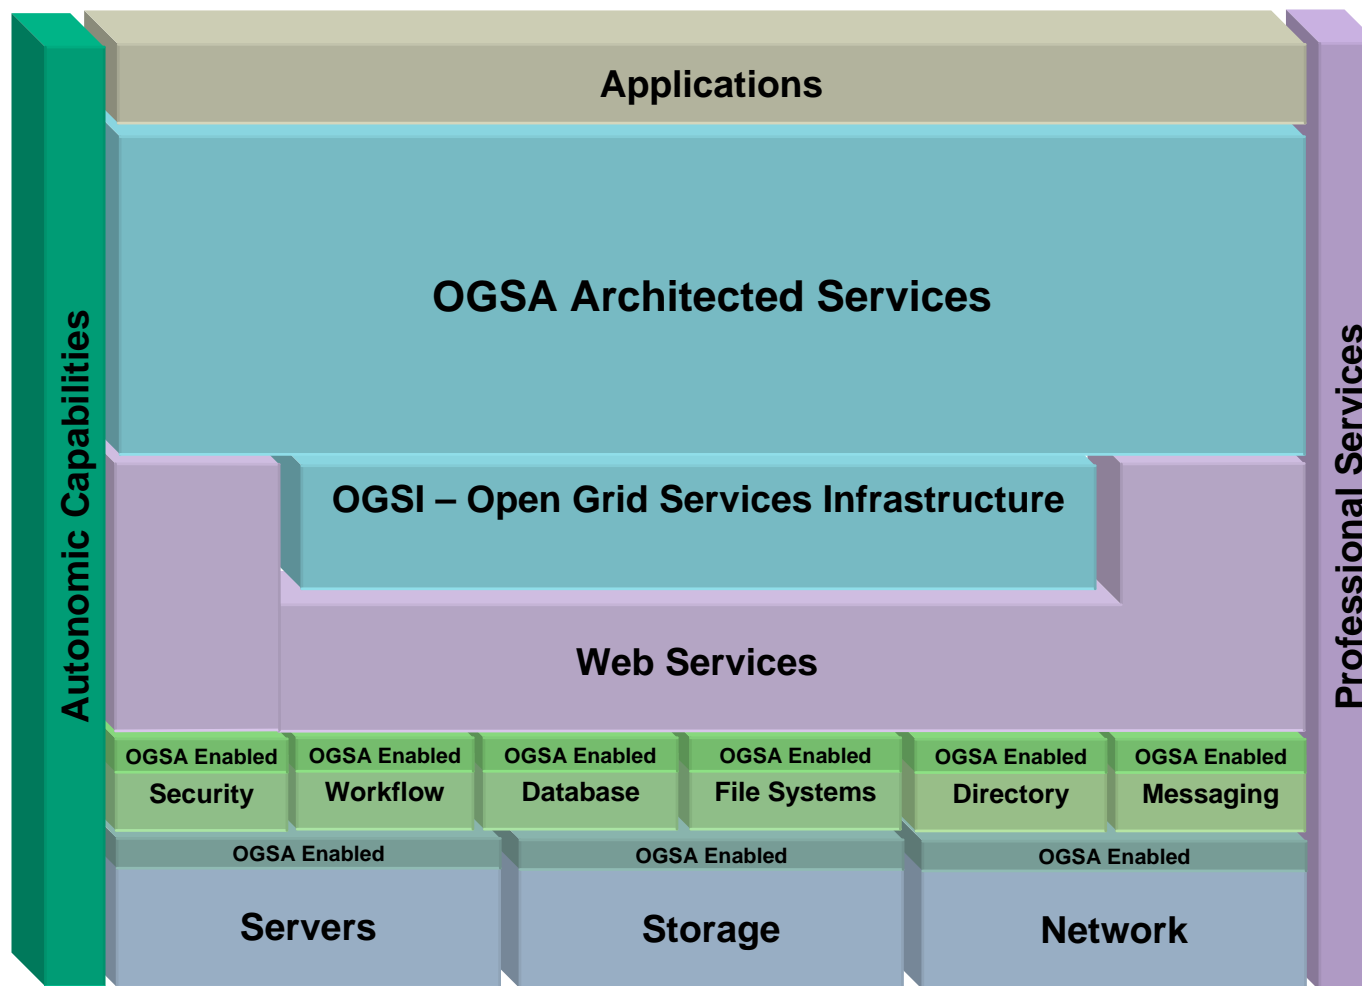 Applications
OGSA Architected Services
Autonomic Capabilities
Professional Services
OGSI – Open Grid Services Infrastructure
Web Services
OGSA Enabled
OGSA Enabled
OGSA Enabled
OGSA Enabled
OGSA Enabled
OGSA Enabled
Security
Workflow
Database
File Systems
Directory
Messaging
OGSA Enabled
OGSA Enabled
OGSA Enabled
Servers
Storage
Network